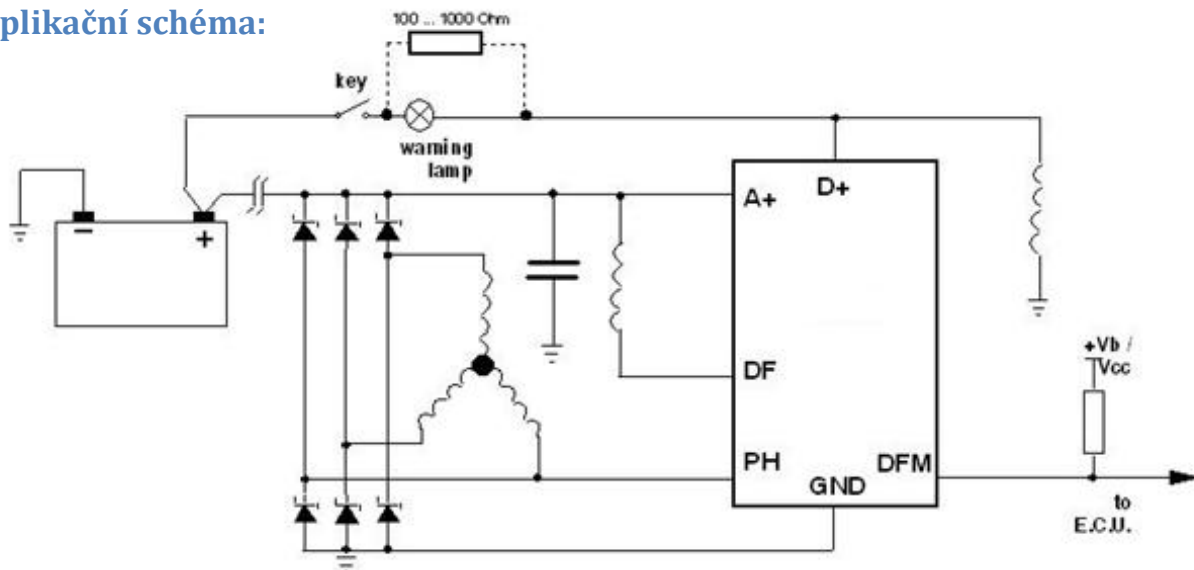 plikační schéma:
100 ... 1000 Ohm
key
warning
lamp
A+
D+
DF
PH
DFM
GND
− +
+Vb /
Vcc
to
E.C.U.